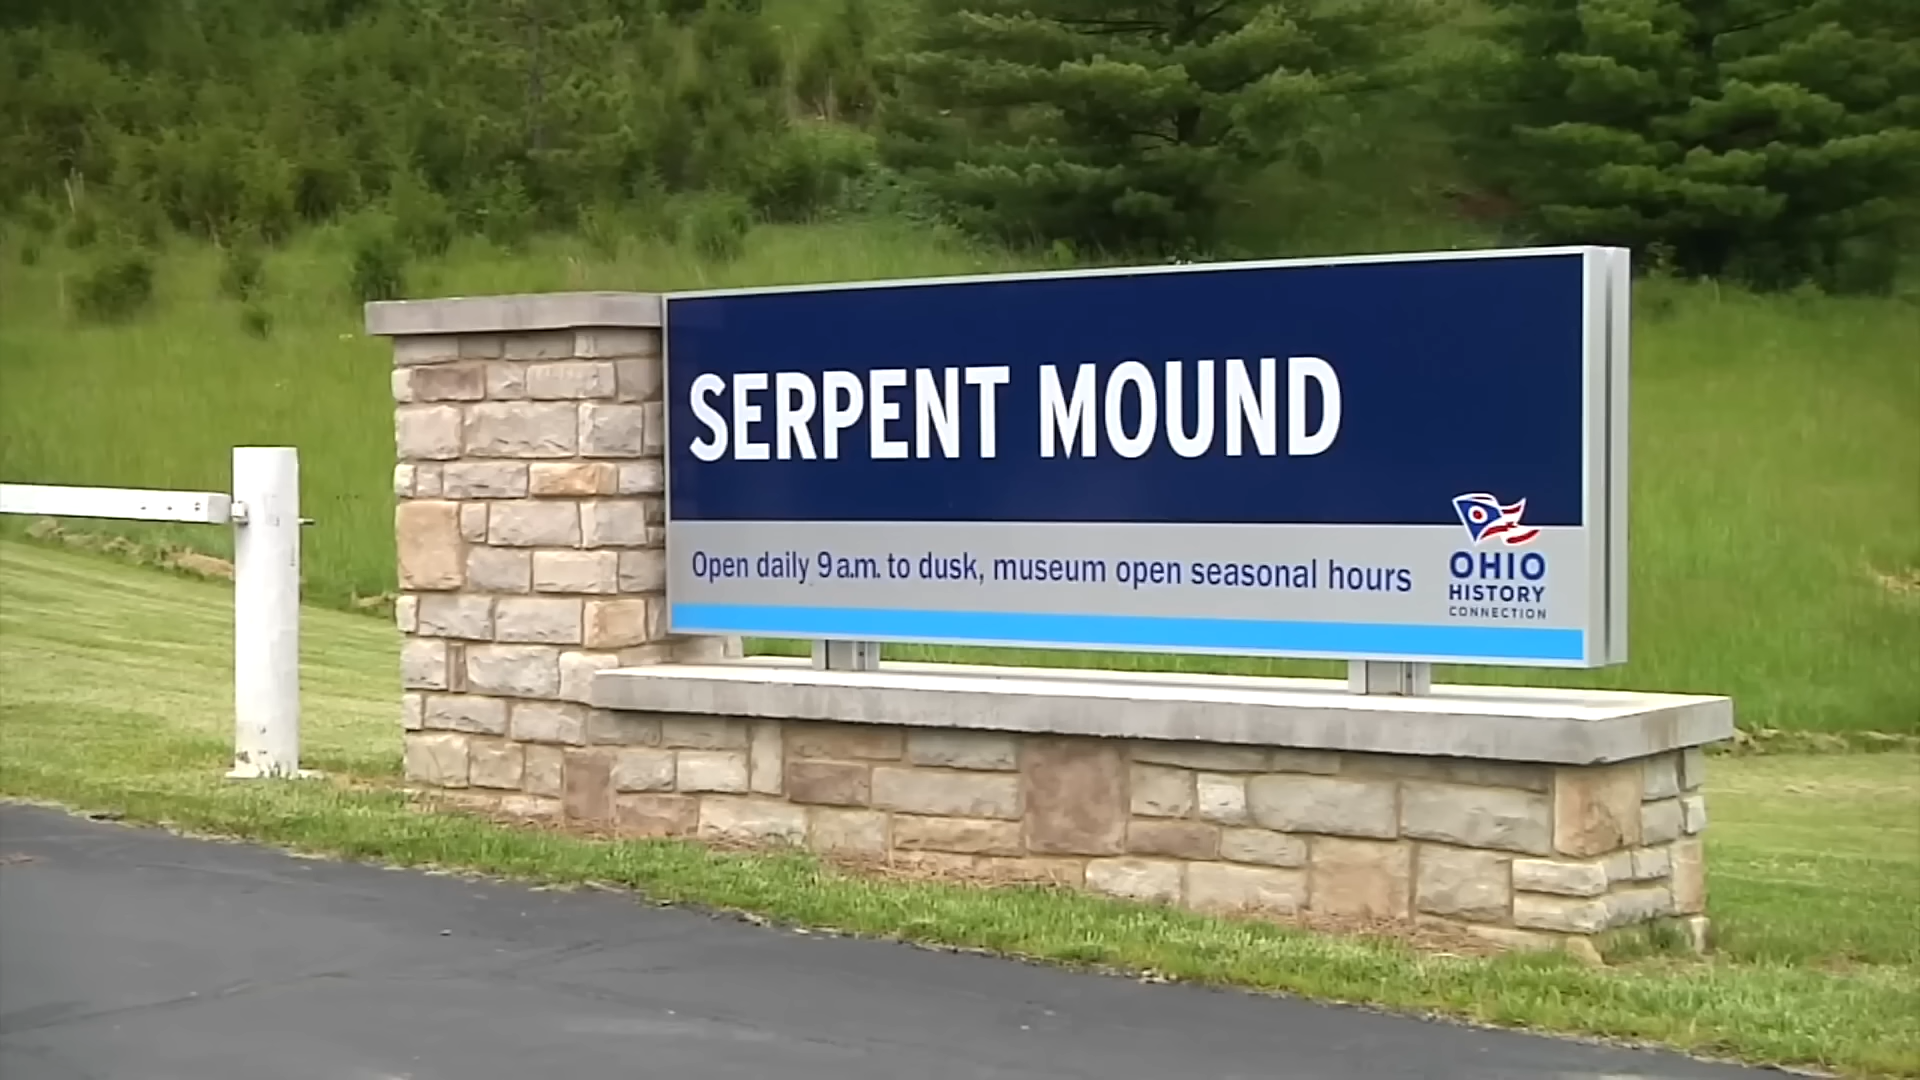 SERPENT MOUND
Open daily 9 a.m. to dusk, museum open seasonal hours
OHIO
HISTORY
CONNECTION